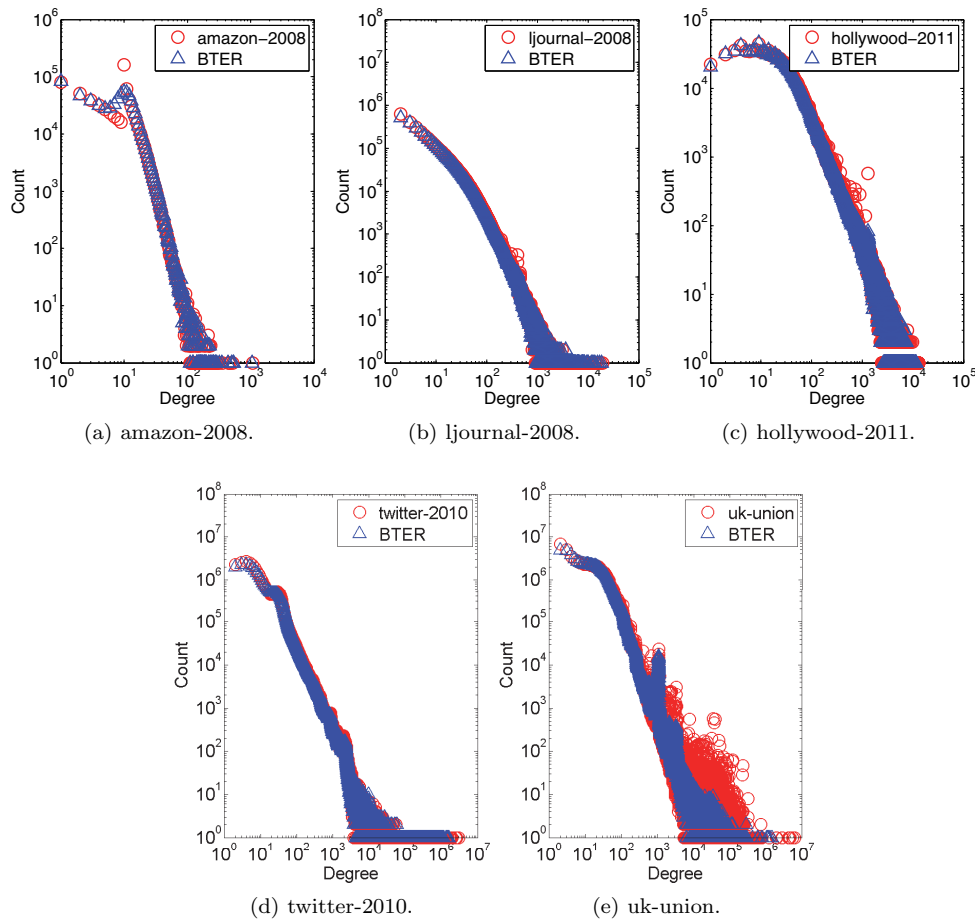 amazon−2008
BTER
10^6
10^5
10^4
10^3
10^2
10^1
10^0
Count
10^0 10^1 10^2 10^3 10^4
Degree
(a) amazon-2008.
ljournal−2008
BTER
10^8
10^7
10^6
10^5
10^4
10^3
10^2
10^1
10^0
Count
10^0 10^1 10^2 10^3 10^4 10^5
Degree
(b) ljournal-2008.
hollywood−2011
BTER
10^5
10^4
10^3
10^2
10^1
10^0
Count
10^0 10^1 10^2 10^3 10^4 10^5
Degree
(c) hollywood-2011.
twitter-2010
BTER
10^8
10^7
10^6
10^5
10^4
10^3
10^2
10^1
10^0
Count
10^0 10^1 10^2 10^3 10^4 10^5 10^6 10^7
Degree
(d) twitter-2010.
uk-union
BTER
10^8
10^7
10^6
10^5
10^4
10^3
10^2
10^1
10^0
Count
10^0 10^1 10^2 10^3 10^4 10^5 10^6 10^7
Degree
(e) uk-union.